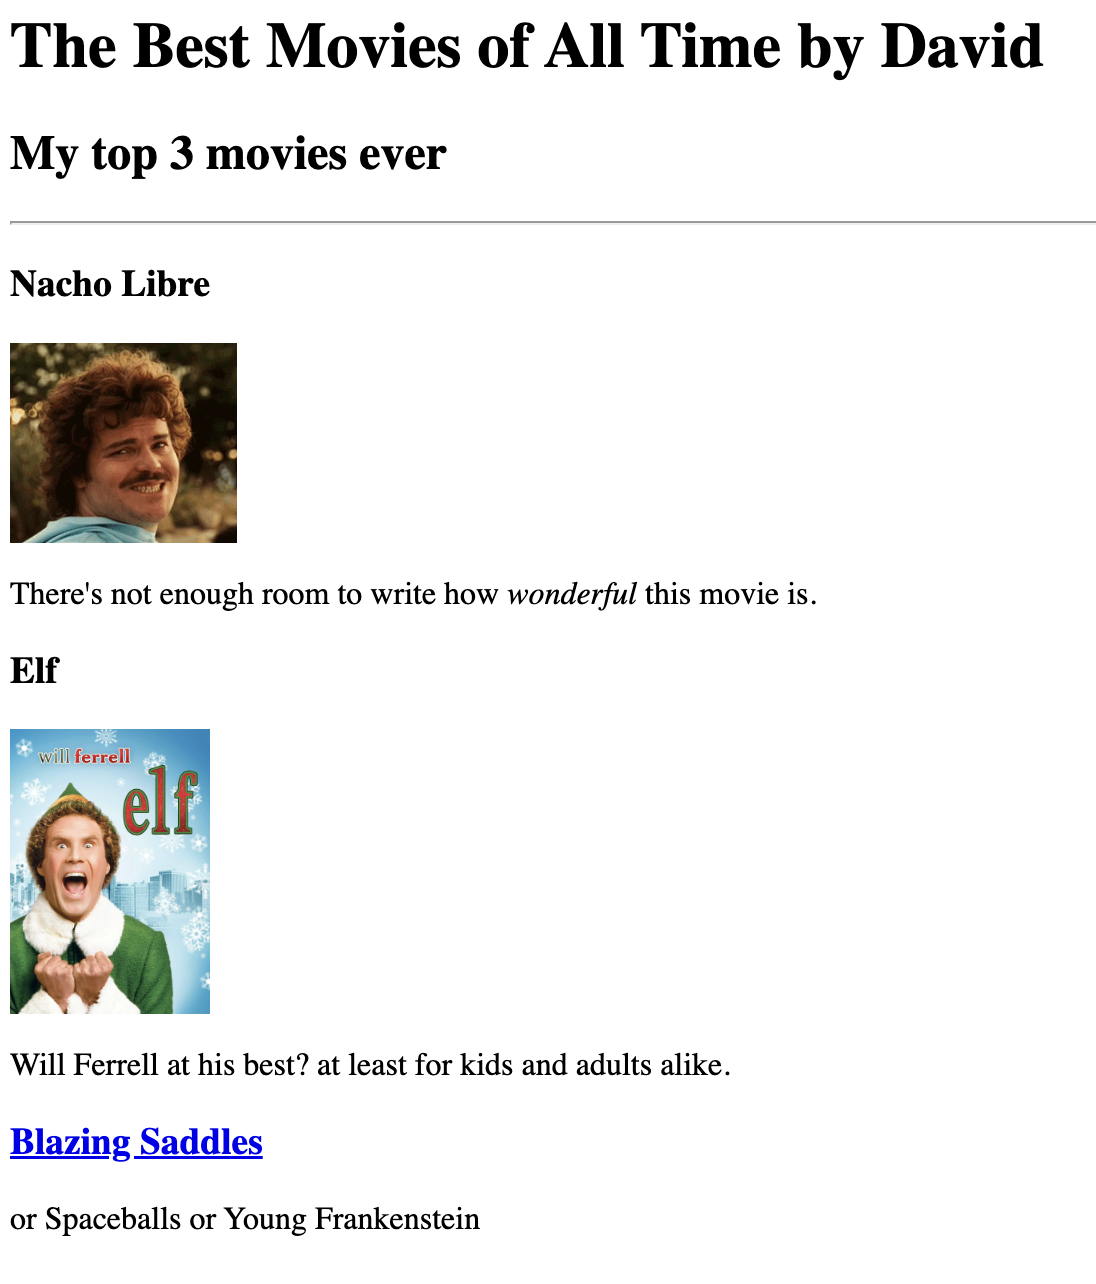 The Best Movies of All Time by David
My top 3 movies ever
Nacho Libre
There's not enough room to write how wonderful this movie is.
Elf
will ferrell
elf
Will Ferrell at his best? at least for kids and adults alike.
Blazing Saddles
or Spaceballs or Young Frankenstein